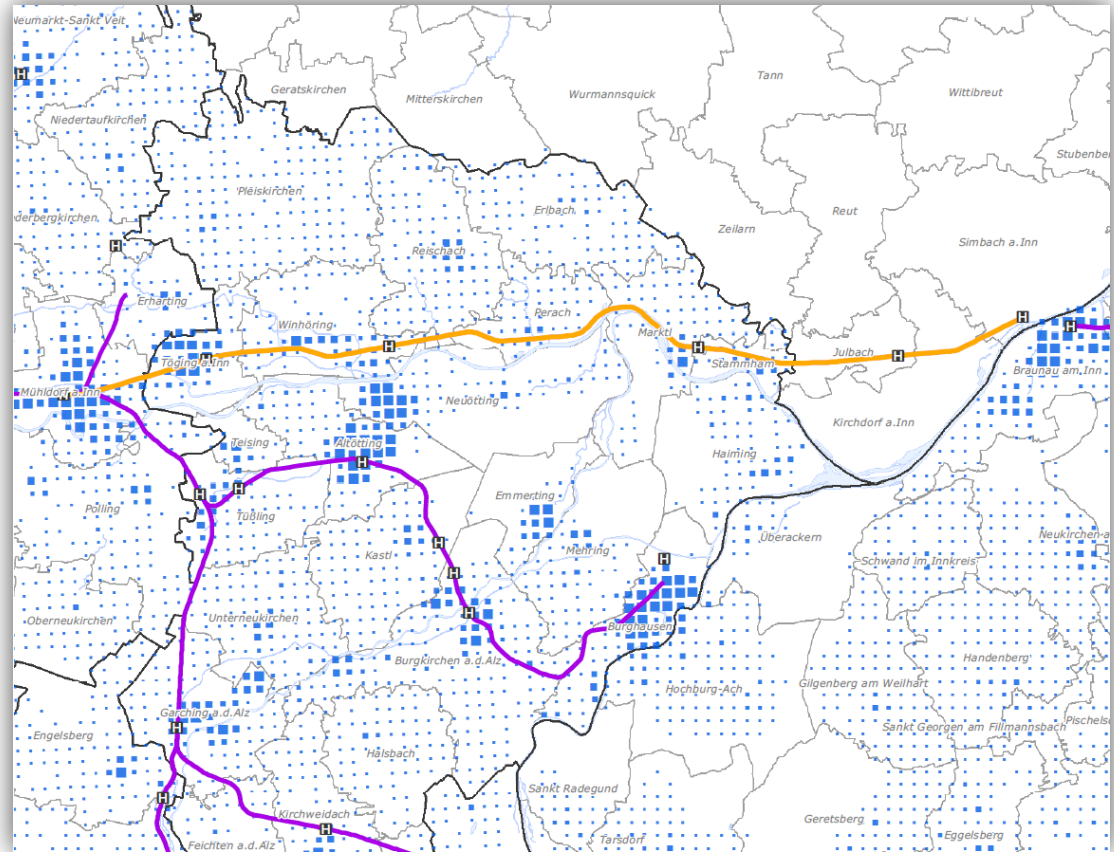 Neumarkt-Sankt Veit
H
Geratskirchen
Mitterskirchen
Wurmannsquick
Tann
Wittibreut
Niedertaufkirchen
Stubenber
Pleiskirchen
Erlbach
Reut
derbergkirchen
Zeilarn
H
Reischach
Simbach a.Inn
Erharting
Perach
Winhöring
Marktl
H
H
H
H
Julbach
H
H
Töging a.Inn
Stammham
Braunau am.Inn
Mühldorf a.Inn
Neuötting
Kirchdorf a.Inn
Teising
Altötting
Haiming
H
H
H
Emmerting
Polling
Tüßling
Überackern
Neukirchen-a
Kastl
H
Mehring
H
Schwand im Innkreis
H
Oberneukirchen
Unterneukirchen
H
Burghausen
Burgkirchen a.d.Alz
Handenberg
Hochburg-Ach
Gilgenberg am Weilhart
Garching a.d.Alz
H
Engelsberg
Sankt Georgen am Fillmannsbach
Pischels
Halsbach
Sankt Radegund
H
Kirchweidach
H
Geretsberg
Feichten a.d.Alz
Tarsdorf
Eggelsberg